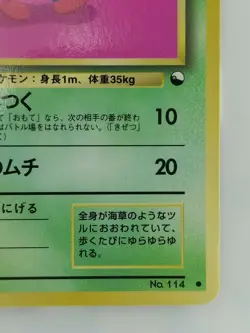 ケモン：身長1m、体重35kg
つく 10
て「おもて」なら、次の相手の番が終わ
はバトル場をはなれるか、（「きぜつ」
のムチ 20
にげる
全身が海草のようなツ
ルにおおわれていて、
歩くたびにゆらゆらゆ
れる。
No. 114 ●